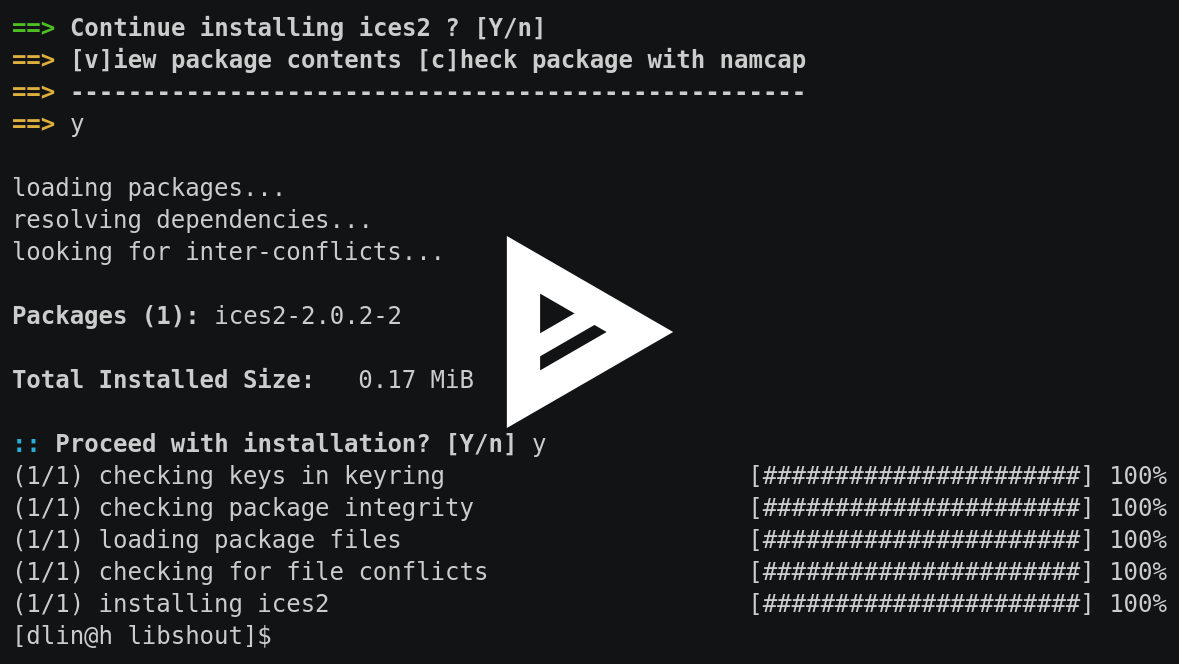 ==> Continue installing ices2 ? [Y/n]
==> [v]iew package contents [c]heck package with namcap
==> ---------------------------------------------------
==> y
loading packages...
resolving dependencies...
looking for inter-conflicts...
Packages (1): ices2-2.0.2-2
Total Installed Size:   0.17 MiB
:: Proceed with installation? [Y/n] y
(1/1) checking keys in keyring                     [######################] 100%
(1/1) checking package integrity                   [######################] 100%
(1/1) loading package files                        [######################] 100%
(1/1) checking for file conflicts                  [######################] 100%
(1/1) installing ices2                             [######################] 100%
[dlin@h libshout]$